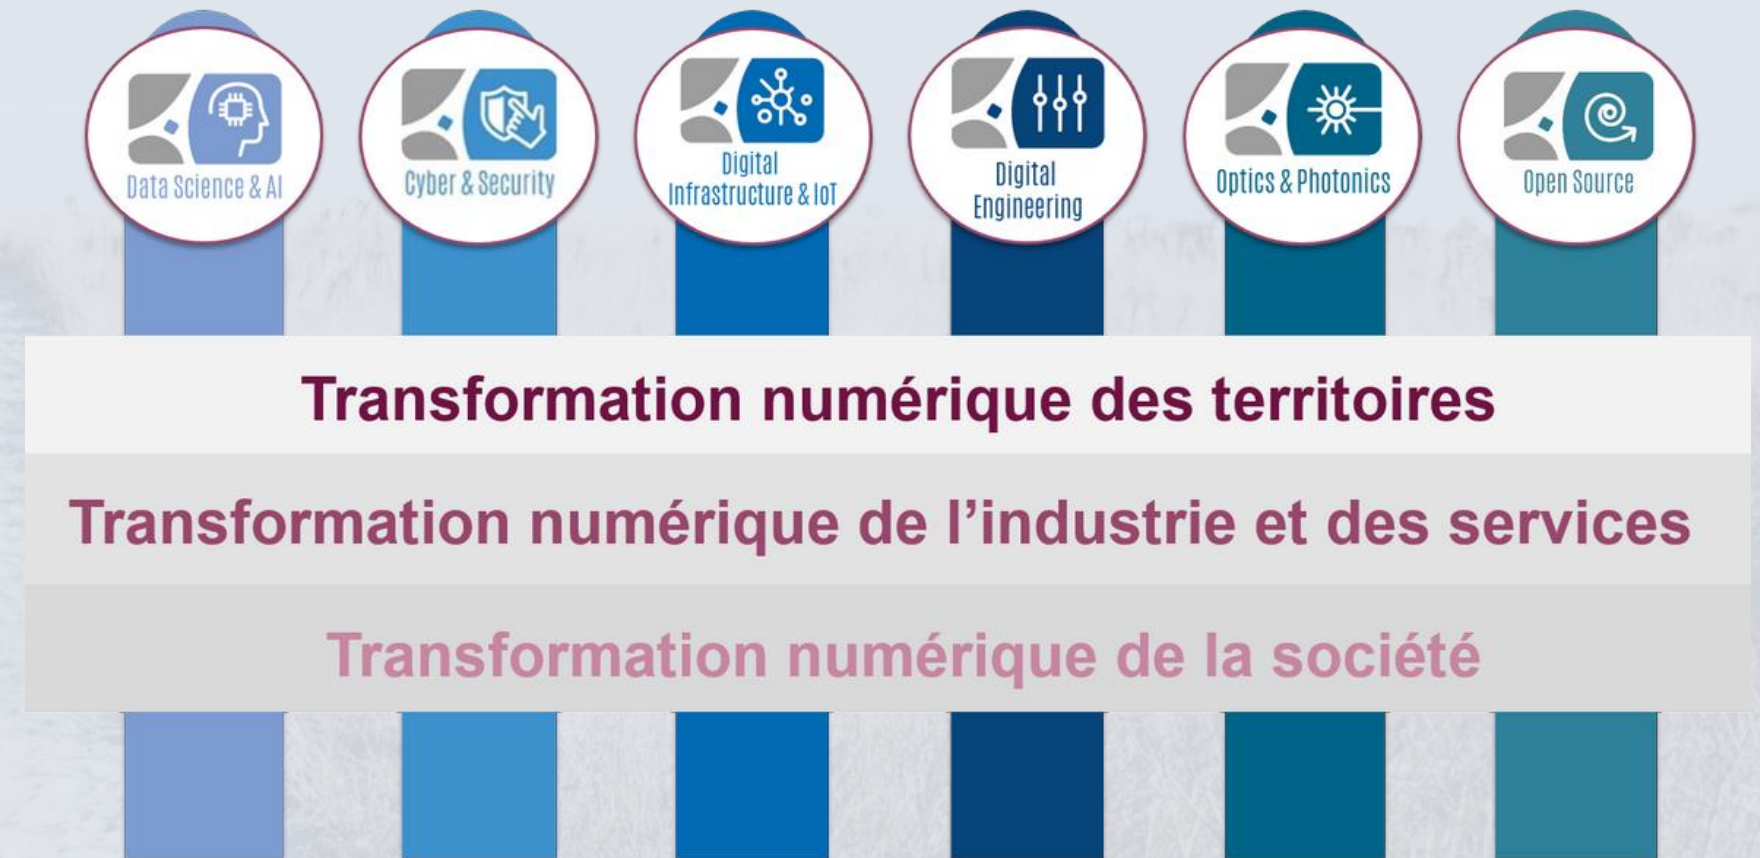 Data Science & AI
Cyber & Security
Digital
Infrastructure & IoT
Digital
Engineering
Optics & Photonics
Open Source
Transformation numérique des territoires
Transformation numérique de l’industrie et des services
Transformation numérique de la société